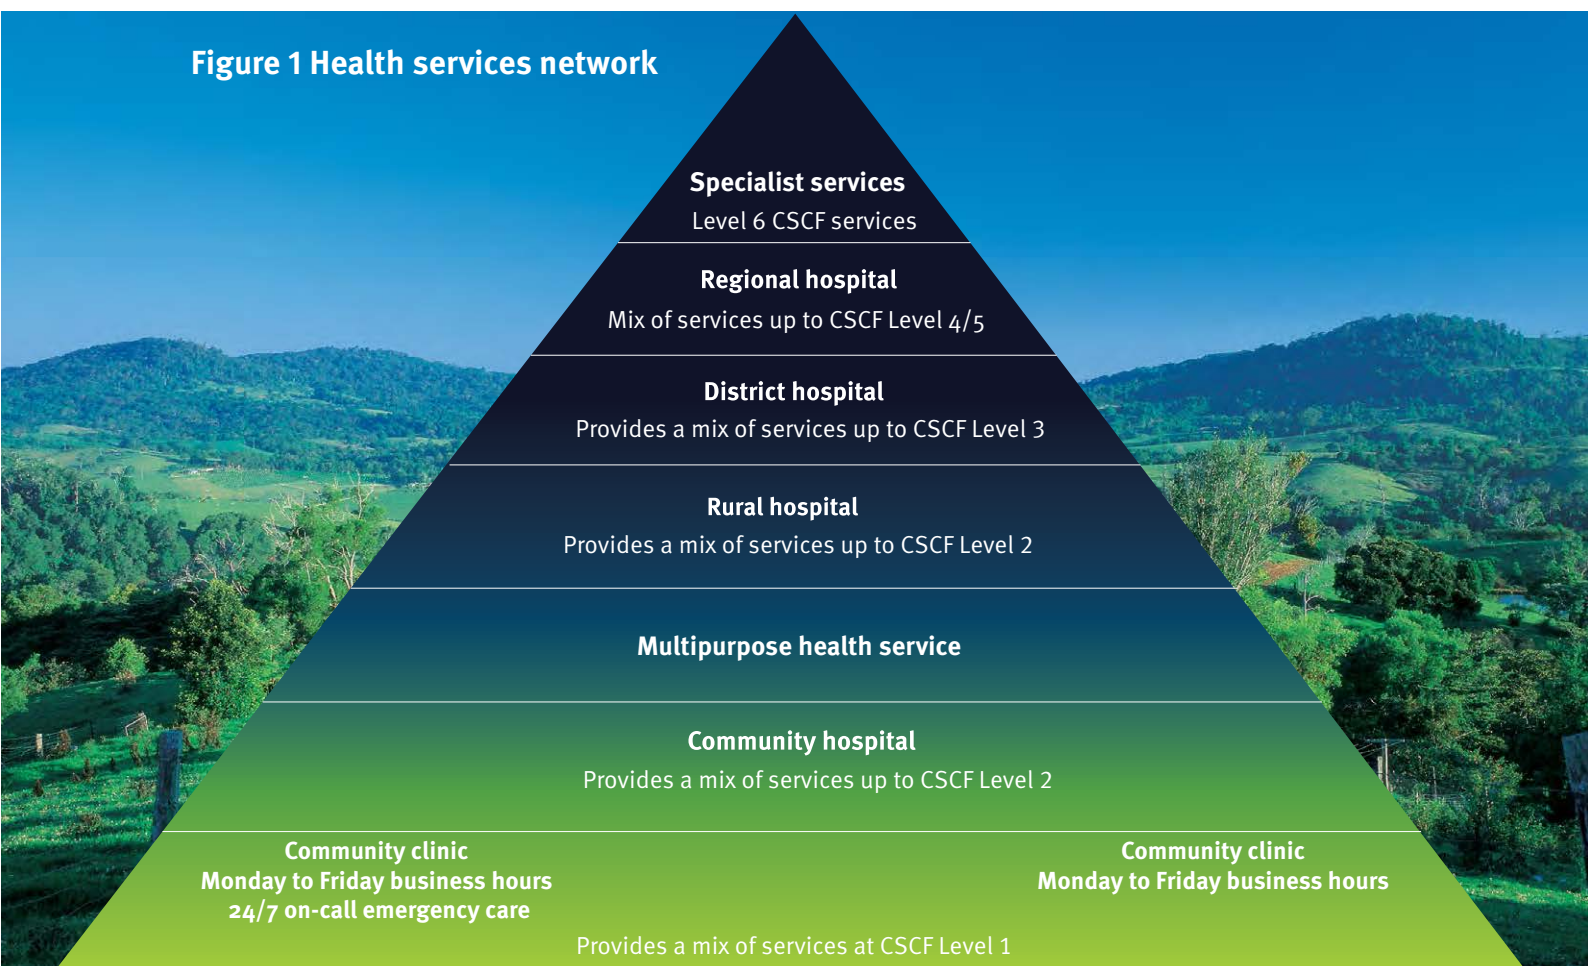 Figure 1 Health services network
Specialist services
Level 6 CSCF services
Regional hospital
Mix of services up to CSCF Level 4/5
District hospital
Provides a mix of services up to CSCF Level 3
Rural hospital
Provides a mix of services up to CSCF Level 2
Multipurpose health service
Community hospital
Provides a mix of services up to CSCF Level 2
Community clinic
Monday to Friday business hours
24/7 on-call emergency care
Community clinic
Monday to Friday business hours
Provides a mix of services at CSCF Level 1